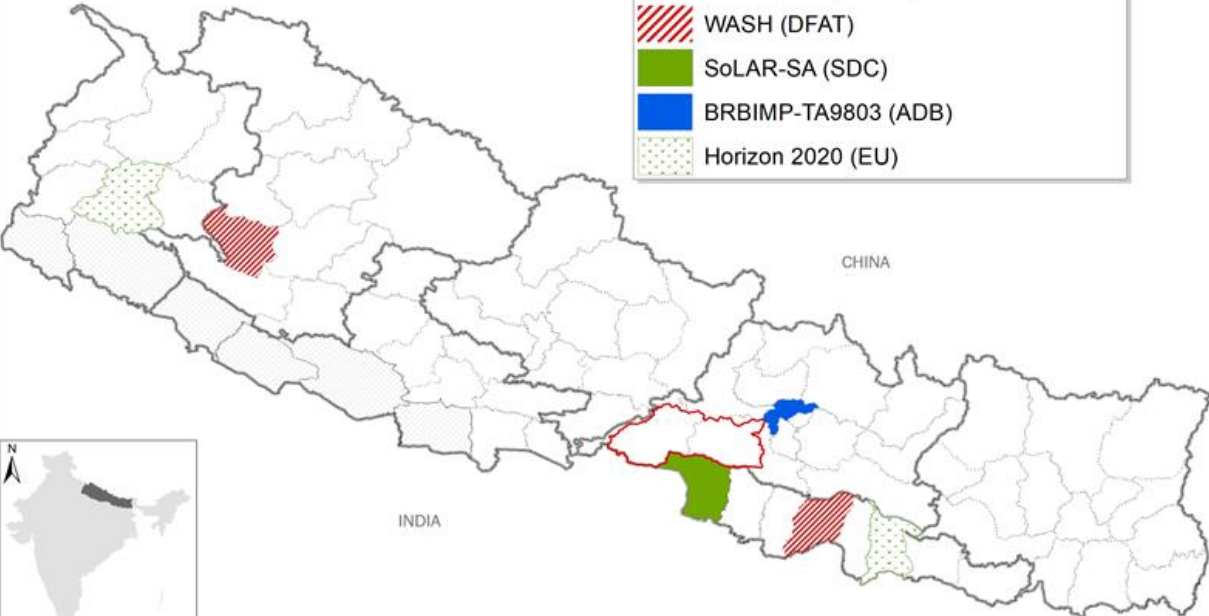 WASH (DFAT)
SoLAR-SA (SDC)
BRBIMP-TA9803 (ADB)
Horizon 2020 (EU)
CHINA
N
INDIA